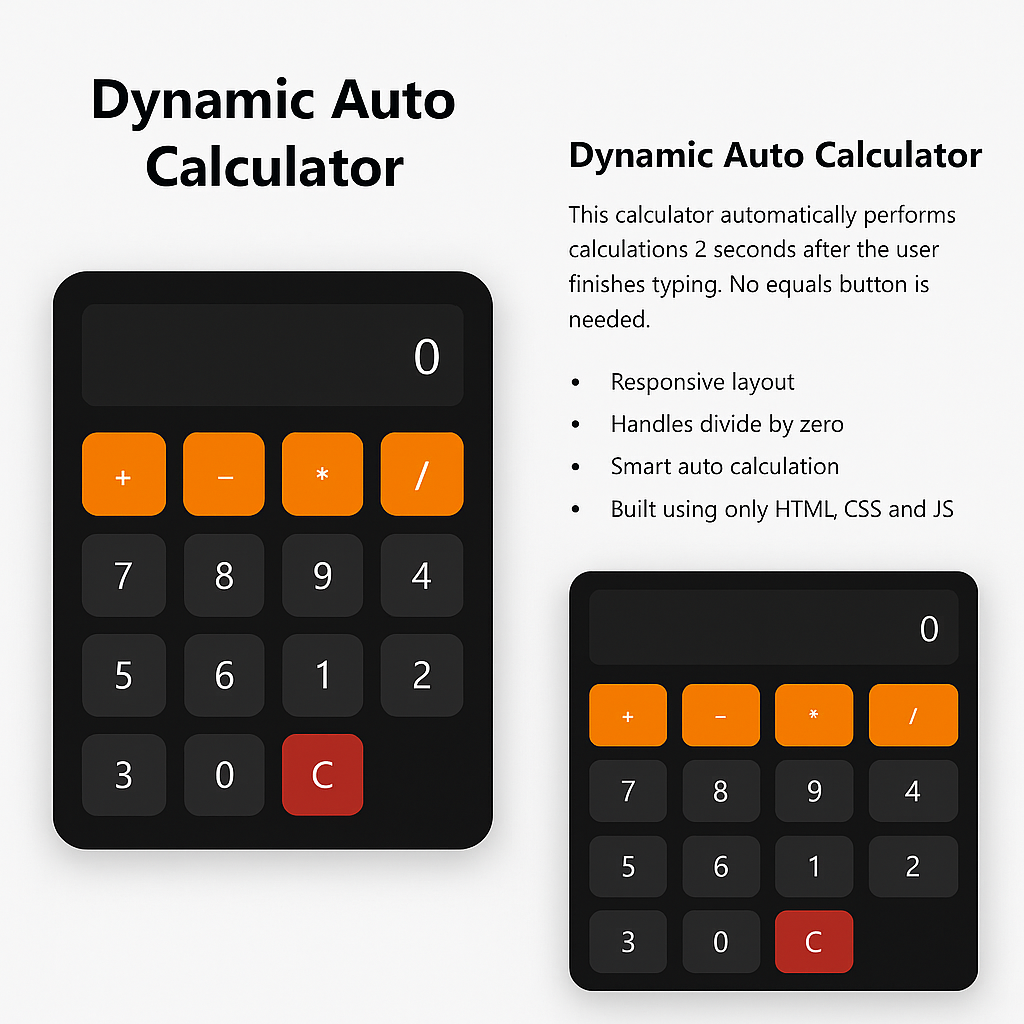 Dynamic Auto
Calculator
0
+ – * /
7 8 9 4
5 6 1 2
3 0 C
Dynamic Auto Calculator
This calculator automatically performs
calculations 2 seconds after the user
finishes typing. No equals button is
needed.
• Responsive layout
• Handles divide by zero
• Smart auto calculation
• Built using only HTML, CSS and JS
0
+ – * /
7 8 9 4
5 6 1 2
3 0 C